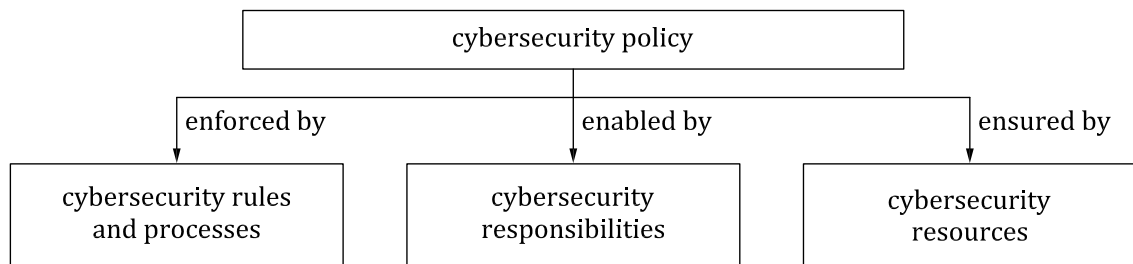 cybersecurity policy
enforced by
enabled by
ensured by
cybersecurity rules
and processes
cybersecurity
responsibilities
cybersecurity
resources